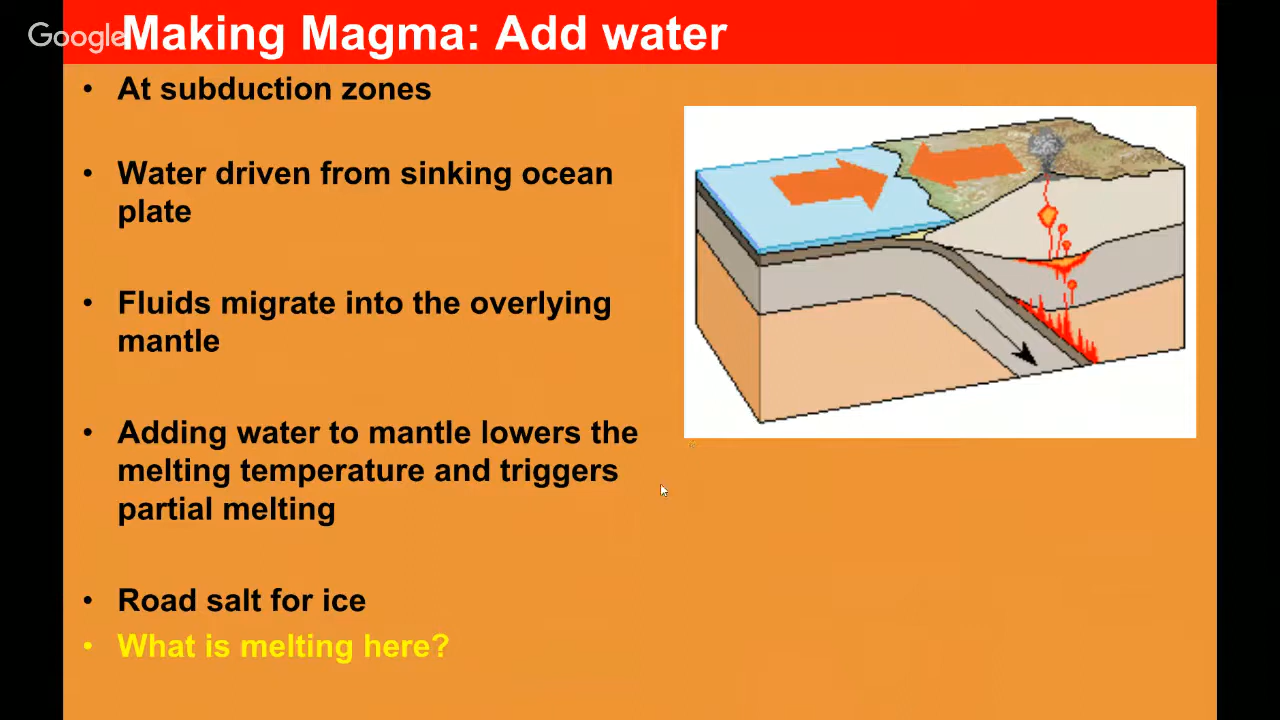 Google
Making Magma: Add water
• At subduction zones
• Water driven from sinking ocean
plate
• Fluids migrate into the overlying
mantle
• Adding water to mantle lowers the
melting temperature and triggers
partial melting
• Road salt for ice
• What is melting here?